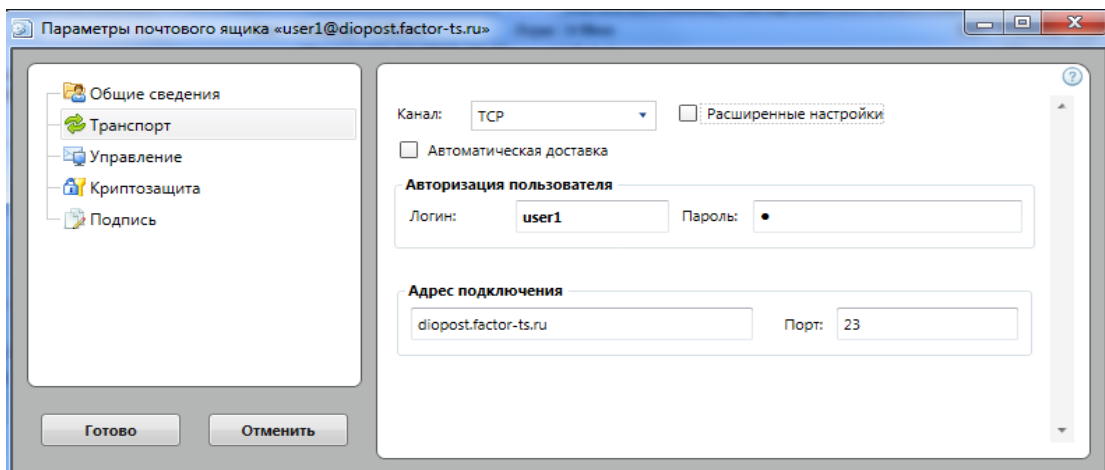 Параметры почтового ящика «user1@diopost.factor-ts.ru»
Общие сведения
Транспорт
Управление
Криптозащита
Подпись
Канал: TCP Расширенные настройки
Автоматическая доставка
Авторизация пользователя
Логин: user1 Пароль: •
Адрес подключения
diopost.factor-ts.ru Порт: 23
Готово Отменить